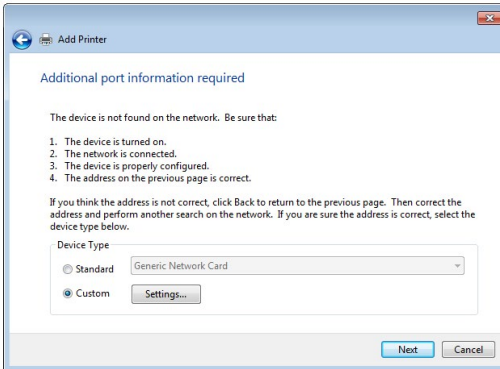 Add Printer
Additional port information required
The device is not found on the network. Be sure that:
1. The device is turned on.
2. The network is connected.
3. The device is properly configured.
4. The address on the previous page is correct.
If you think the address is not correct, click Back to return to the previous page. Then correct the
address and perform another search on the network. If you are sure the address is correct, select the
device type below.
Device Type
Standard
Generic Network Card
Custom
Settings...
Next
Cancel